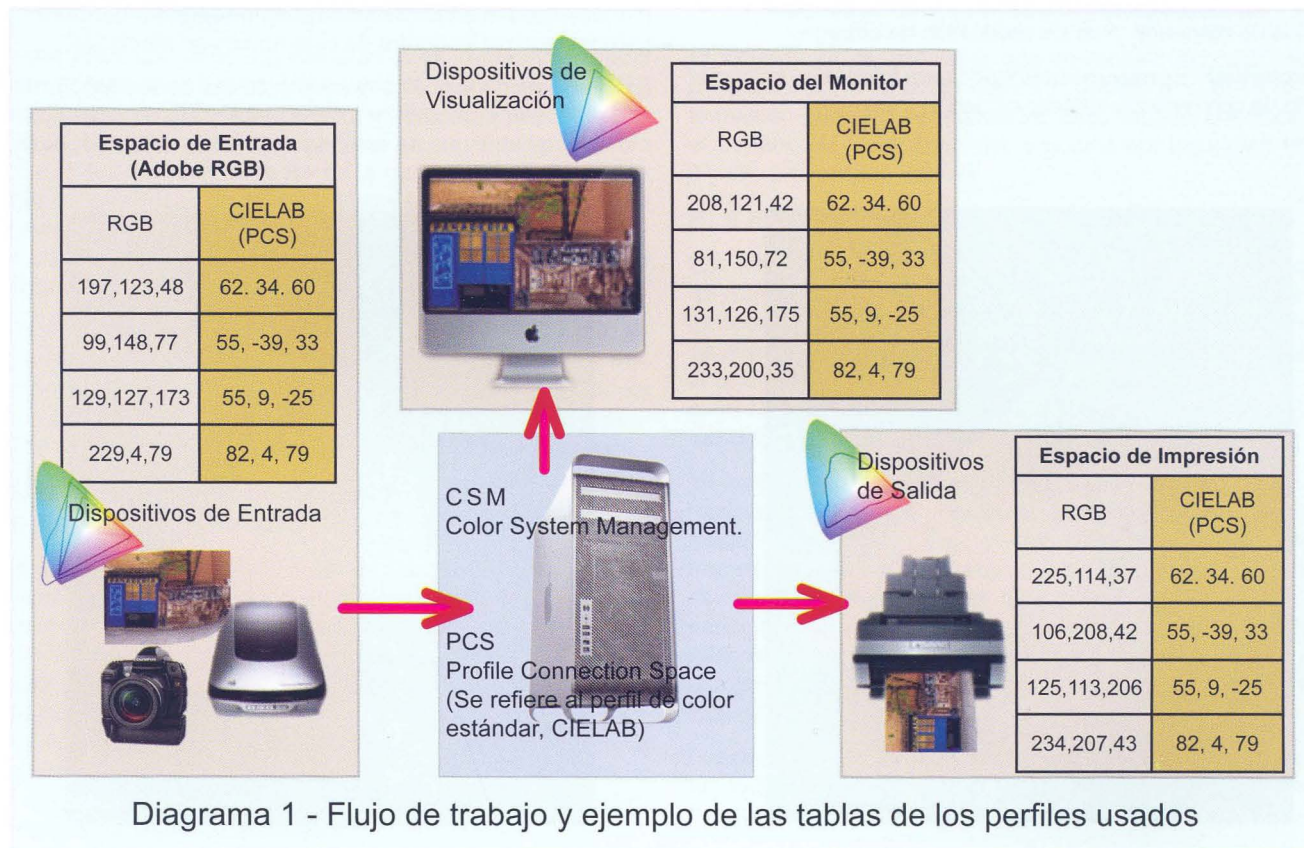 Espacio de Entrada
(Adobe RGB)
RGB
CIELAB
(PCS)
197,123,48
62. 34. 60
99,148,77
55, -39, 33
129,127,173
55, 9, -25
229,4,79
82, 4, 79
Dispositivos de Entrada
Dispositivos de
Visualización
Espacio del Monitor
RGB
CIELAB
(PCS)
208,121,42
62. 34. 60
81,150,72
55, -39, 33
131,126,175
55, 9, -25
233,200,35
82, 4, 79
CSM
Color System Management.
PCS
Profile Connection Space
(Se refiere al perfil de color
estándar, CIELAB)
Dispositivos
de Salida
Espacio de Impresión
RGB
CIELAB
(PCS)
225,114,37
62. 34. 60
106,208,42
55, -39, 33
125,113,206
55, 9, -25
234,207,43
82, 4, 79
Diagrama 1 - Flujo de trabajo y ejemplo de las tablas de los perfiles usados